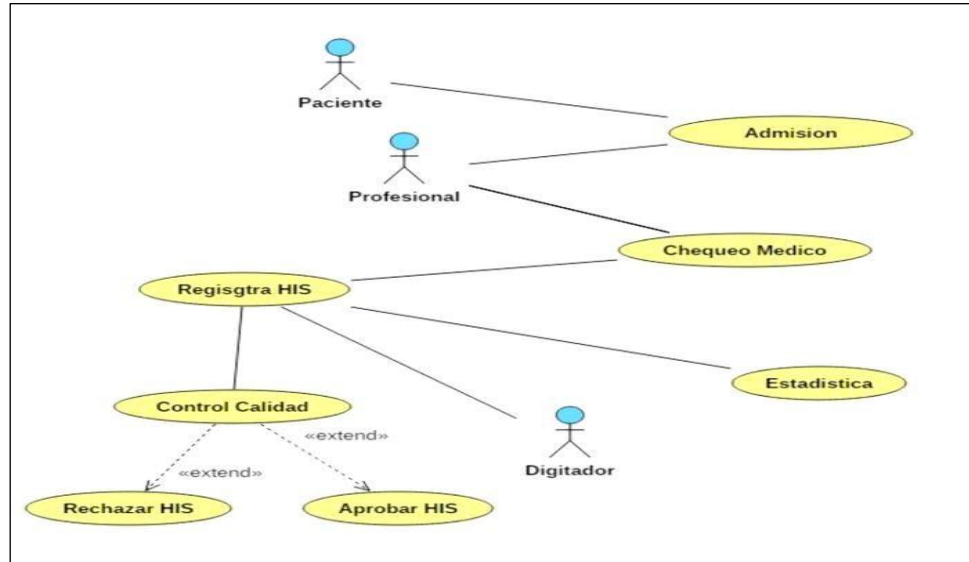 Paciente
Admision
Profesional
Chequeo Medico
Regisgtra HIS
Estadistica
Control Calidad
«extend»
Digitador
«extend»
Rechazar HIS
Aprobar HIS